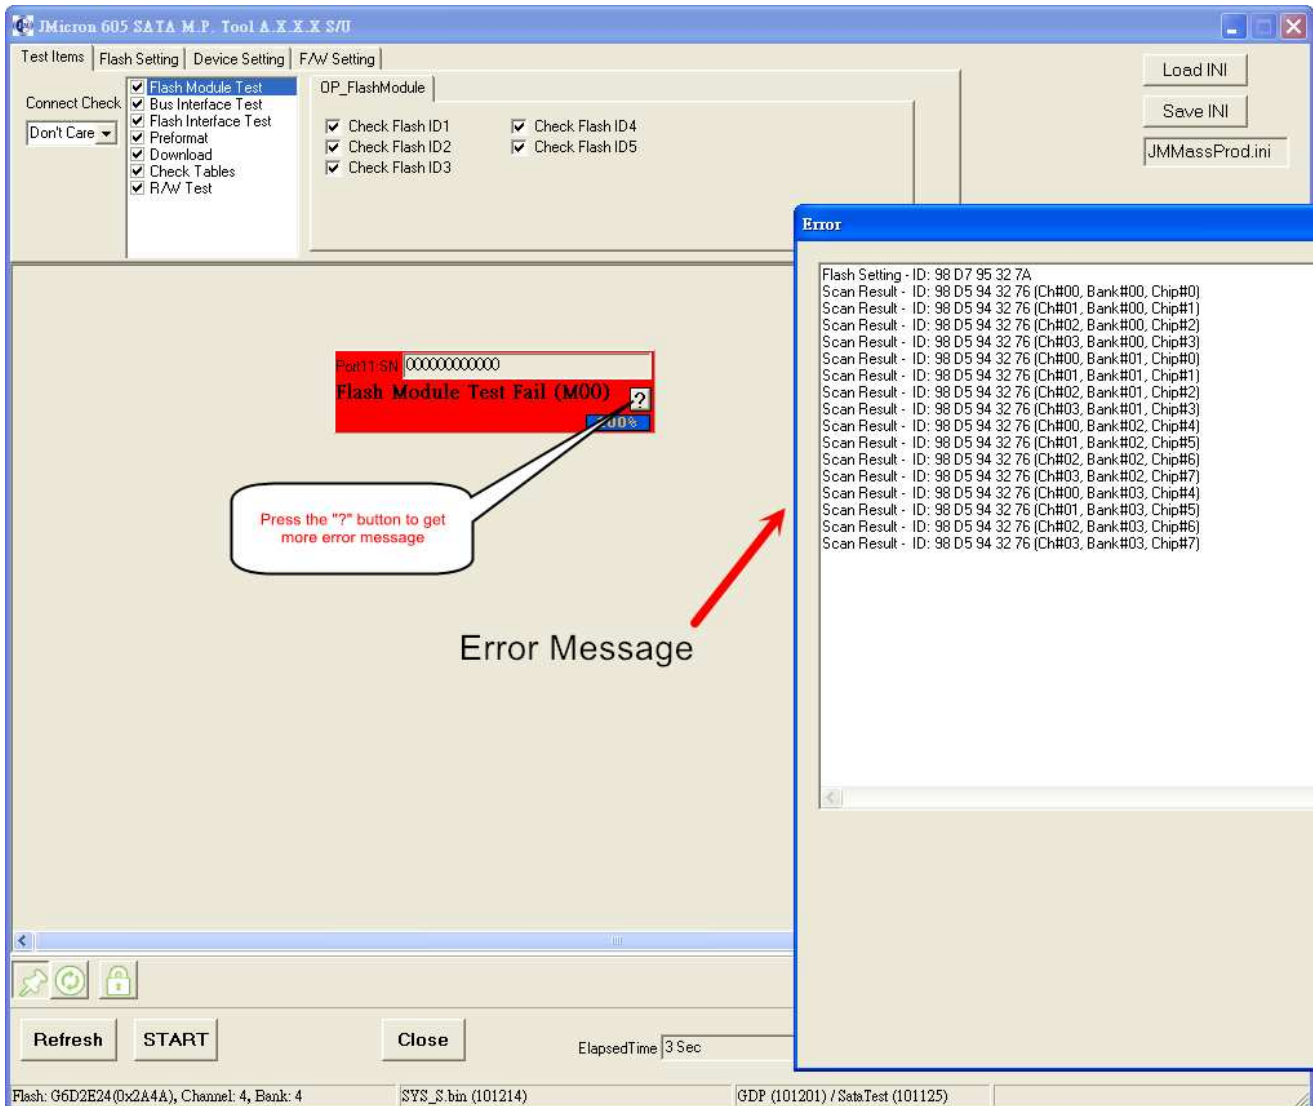 JMicron 605 SATA M.P. Tool A.X.X.X S/U
Test Items Flash Setting Device Setting F/W Setting
Connect Check
Don't Care
Flash Module Test
Bus Interface Test
Flash Interface Test
Preformat
Download
Check Tables
R/W Test
OP_FlashModule
Check Flash ID1
Check Flash ID2
Check Flash ID3
Check Flash ID4
Check Flash ID5
Load INI
Save INI
JMMassProd.ini
Error
Flash Setting - ID: 98 D7 95 32 7A
Scan Result - ID: 98 D5 94 32 76 (Ch#00, Bank#00, Chip#0)
Scan Result - ID: 98 D5 94 32 76 (Ch#01, Bank#00, Chip#1)
Scan Result - ID: 98 D5 94 32 76 (Ch#02, Bank#00, Chip#2)
Scan Result - ID: 98 D5 94 32 76 (Ch#03, Bank#00, Chip#3)
Scan Result - ID: 98 D5 94 32 76 (Ch#00, Bank#01, Chip#0)
Scan Result - ID: 98 D5 94 32 76 (Ch#01, Bank#01, Chip#1)
Scan Result - ID: 98 D5 94 32 76 (Ch#02, Bank#01, Chip#2)
Scan Result - ID: 98 D5 94 32 76 (Ch#03, Bank#01, Chip#3)
Scan Result - ID: 98 D5 94 32 76 (Ch#00, Bank#02, Chip#4)
Scan Result - ID: 98 D5 94 32 76 (Ch#01, Bank#02, Chip#5)
Scan Result - ID: 98 D5 94 32 76 (Ch#02, Bank#02, Chip#6)
Scan Result - ID: 98 D5 94 32 76 (Ch#03, Bank#02, Chip#7)
Scan Result - ID: 98 D5 94 32 76 (Ch#00, Bank#03, Chip#4)
Scan Result - ID: 98 D5 94 32 76 (Ch#01, Bank#03, Chip#5)
Scan Result - ID: 98 D5 94 32 76 (Ch#02, Bank#03, Chip#6)
Scan Result - ID: 98 D5 94 32 76 (Ch#03, Bank#03, Chip#7)
Port11:SN 000000000000
Flash Module Test Fail (M00) ?
100%
Press the "?" button to get
more error message
Error Message
Refresh START Close ElapsedTime 3 Sec
Flash: G6D2E24(0x2A4A), Channel: 4, Bank: 4 SYS_S.bin (101214) GDP (101201) / SataTest (101125)